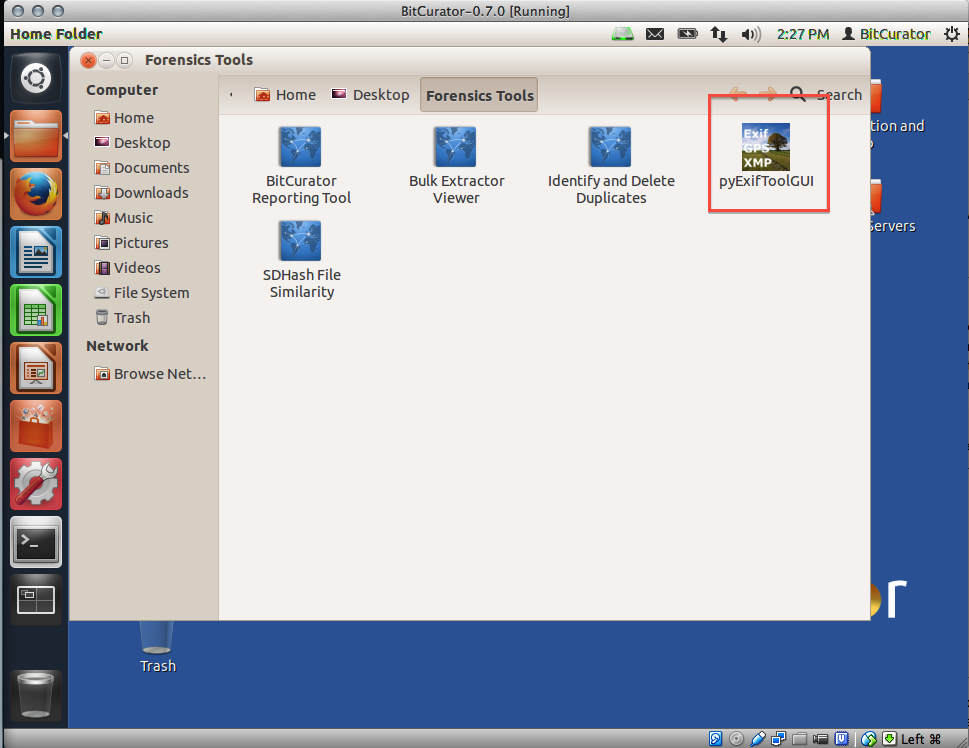 BitCurator-0.7.0 [Running]
Home Folder
2:27 PM
BitCurator
Forensics Tools
Computer
Home
Desktop
Documents
Downloads
Music
Pictures
Videos
File System
Trash
Network
Browse Net...
Home
Desktop
Forensics Tools
Search
BitCurator
Reporting Tool
Bulk Extractor
Viewer
Identify and Delete
Duplicates
Exif
GPS
XMP
pyExifToolGUI
SDHash File
Similarity
tion and
Servers
r
Trash
Left ⌘